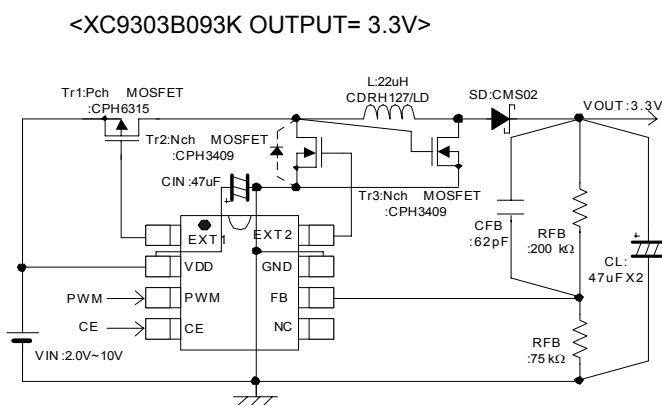 <XC9303B093K OUTPUT= 3.3V>
L:22uH
CDRH127/LD
SD:CMS02
Tr1:Pch MOSFET
:CPH6315
VOUT:3.3V
Tr2:Nch MOSFET
:CPH3409
CIN:47uF
+
Tr3:Nch MOSFET
:CPH3409
CFB
:62pF
RFB
:200 kΩ
+
CL:
47uFX2
EXT1
EXT2
VDD
GND
PWM
PWM
FB
CE
CE
NC
VIN:2.0V~10V
RFB
:75kΩ